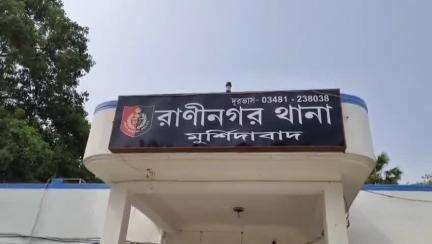 দূরভাস- 03481 - 238038
রাণীনগর থানা
মুর্শিদাবাদ